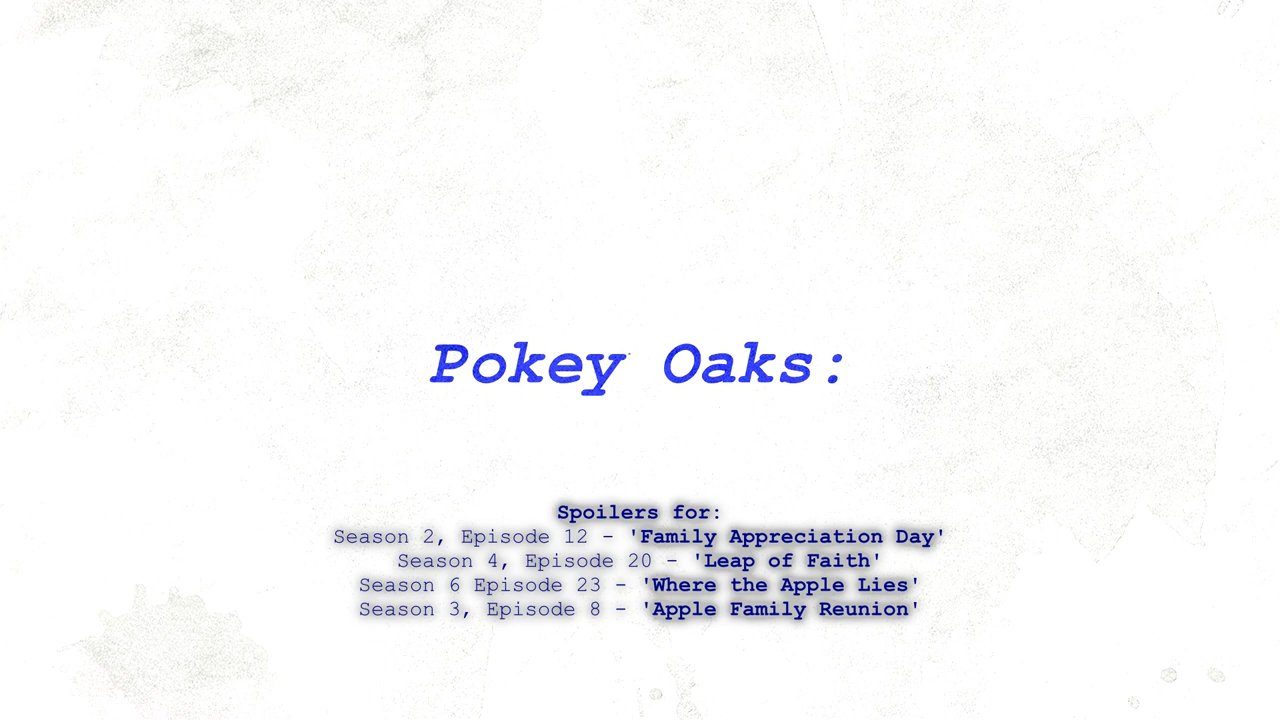 Pokey Oaks:
Spoilers for:
Season 2, Episode 12 - 'Family Appreciation Day'
Season 4, Episode 20 - 'Leap of Faith'
Season 6 Episode 23 - 'Where the Apple Lies'
Season 3, Episode 8 - 'Apple Family Reunion'